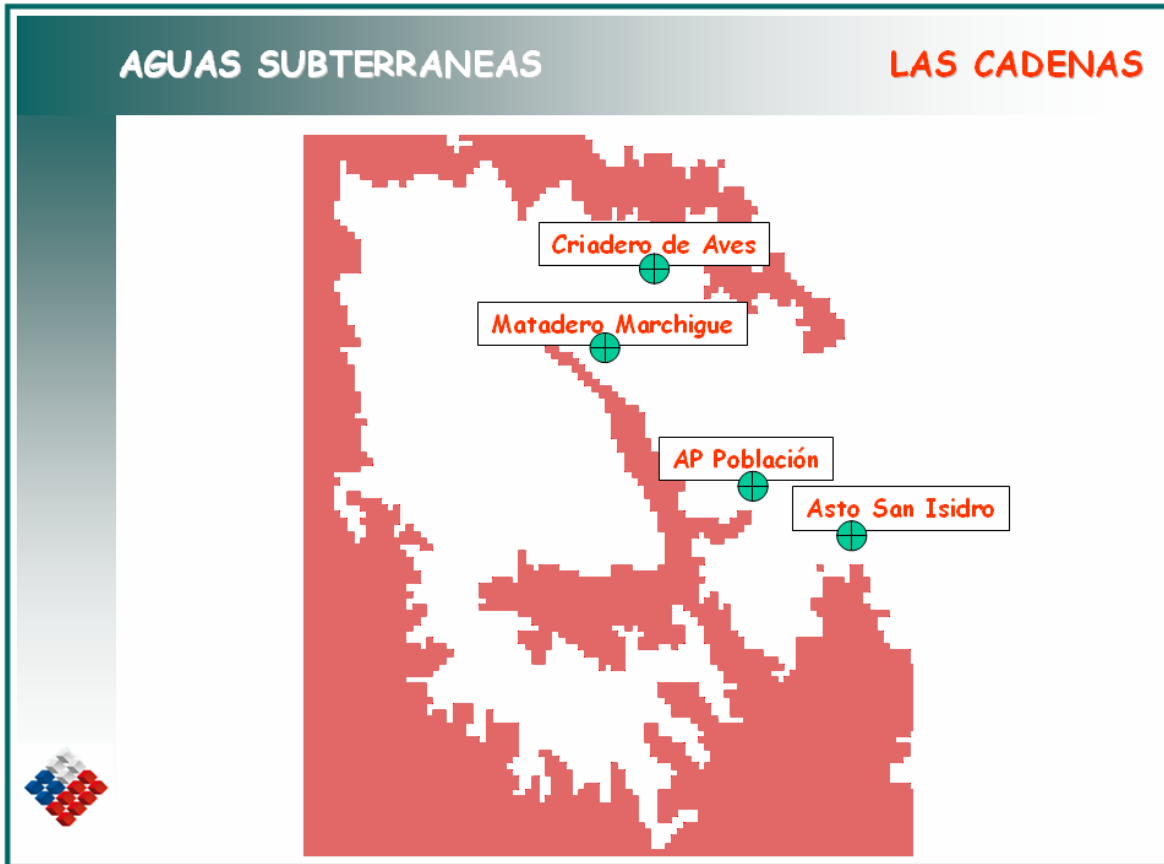 AGUAS SUBTERRANEAS
LAS CADENAS
Criadero de Aves
Matadero Marchigue
AP Población
Asto San Isidro